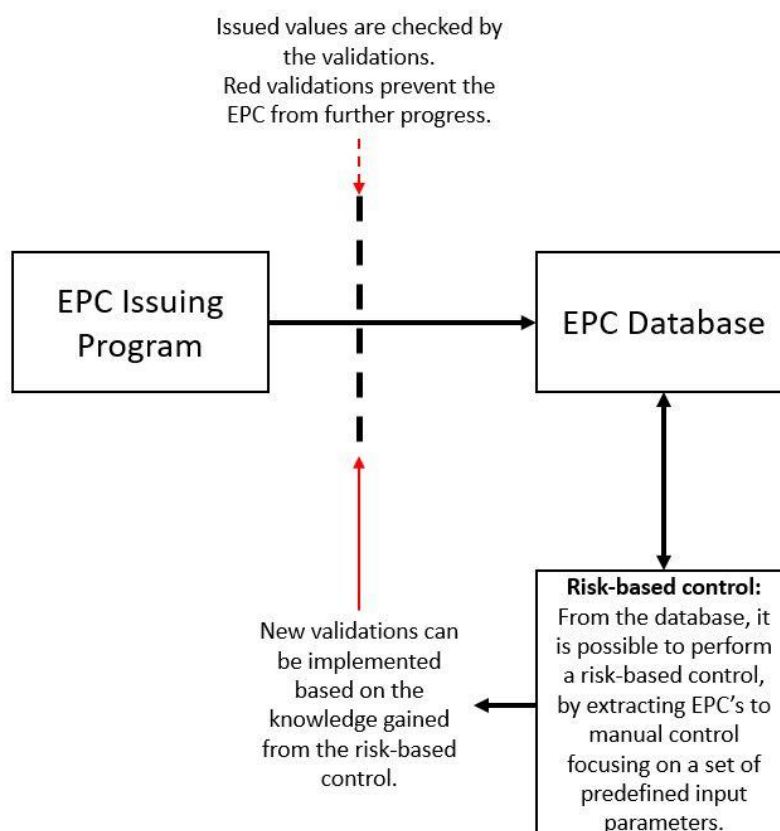 Issued values are checked by
the validations.
Red validations prevent the
EPC from further progress.
EPC Issuing
Program
EPC Database
New validations can
be implemented
based on the
knowledge gained
from the risk-based
control.
Risk-based control:
From the database, it
is possible to perform
a risk-based control,
by extracting EPC's to
manual control
focusing on a set of
predefined input
parameters.